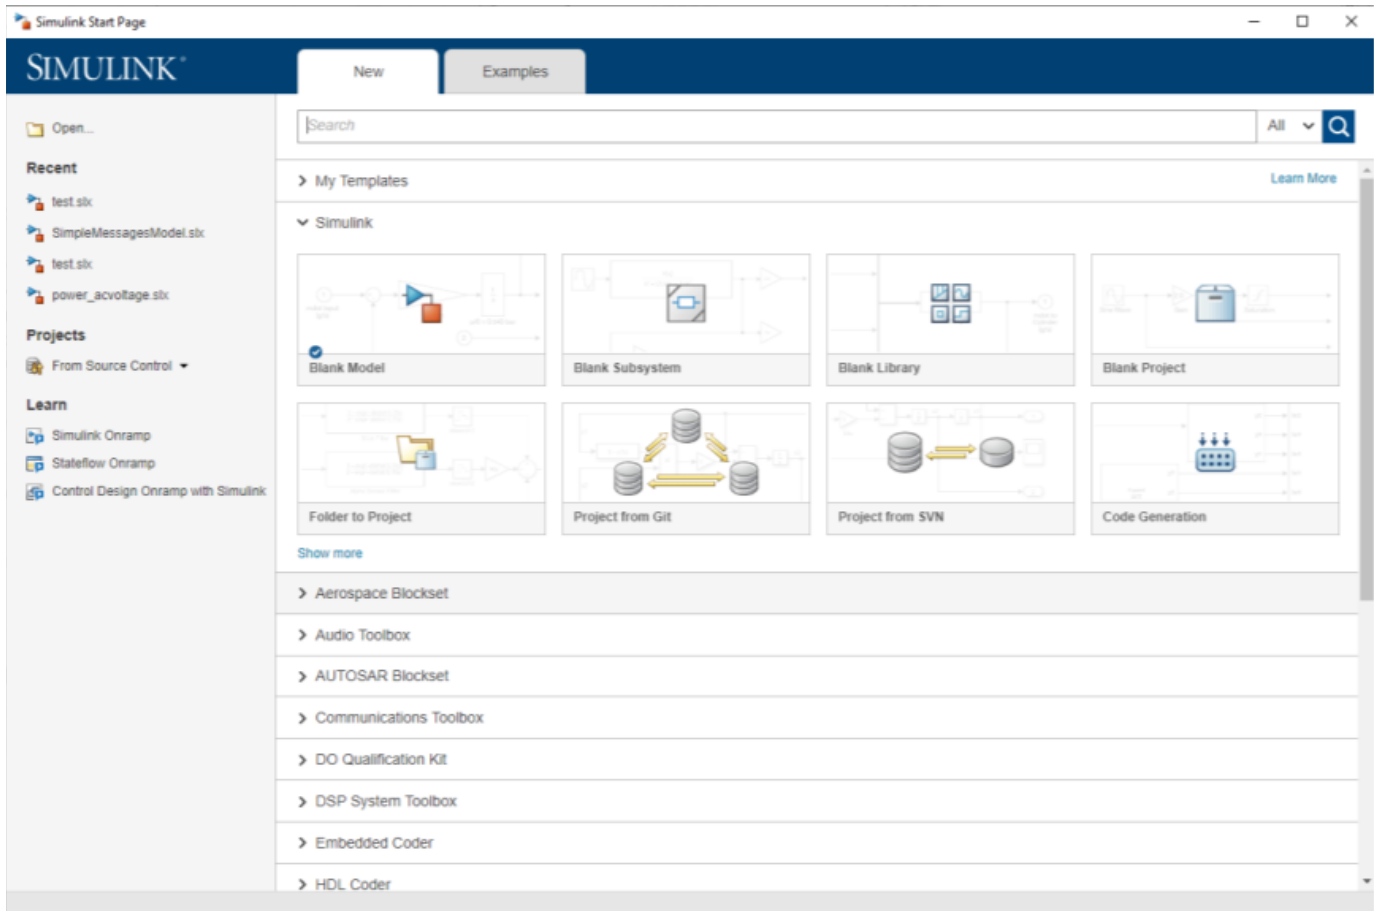 Simulink Start Page
SIMULINK®
New
Examples
Open...
Recent
test.slx
SimpleMessagesModel.slx
test.slx
power_acvoltage.slx
Projects
From Source Control
Learn
Simulink Onramp
Stateflow Onramp
Control Design Onramp with Simulink
Search
All
My Templates
Learn More
Simulink
Blank Model
Blank Subsystem
Blank Library
Blank Project
Folder to Project
Project from Git
Project from SVN
Code Generation
Show more
Aerospace Blockset
Audio Toolbox
AUTOSAR Blockset
Communications Toolbox
DO Qualification Kit
DSP System Toolbox
Embedded Coder
HDL Coder